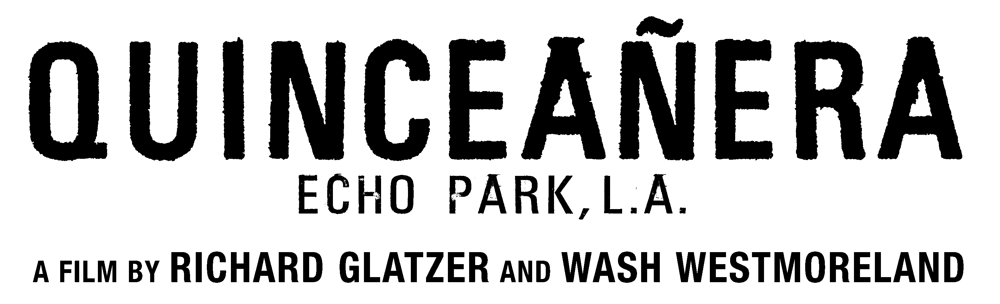 QUINCEAÑERA
ECHO PARK, L.A.
A FILM BY RICHARD GLATZER AND WASH WESTMORELAND